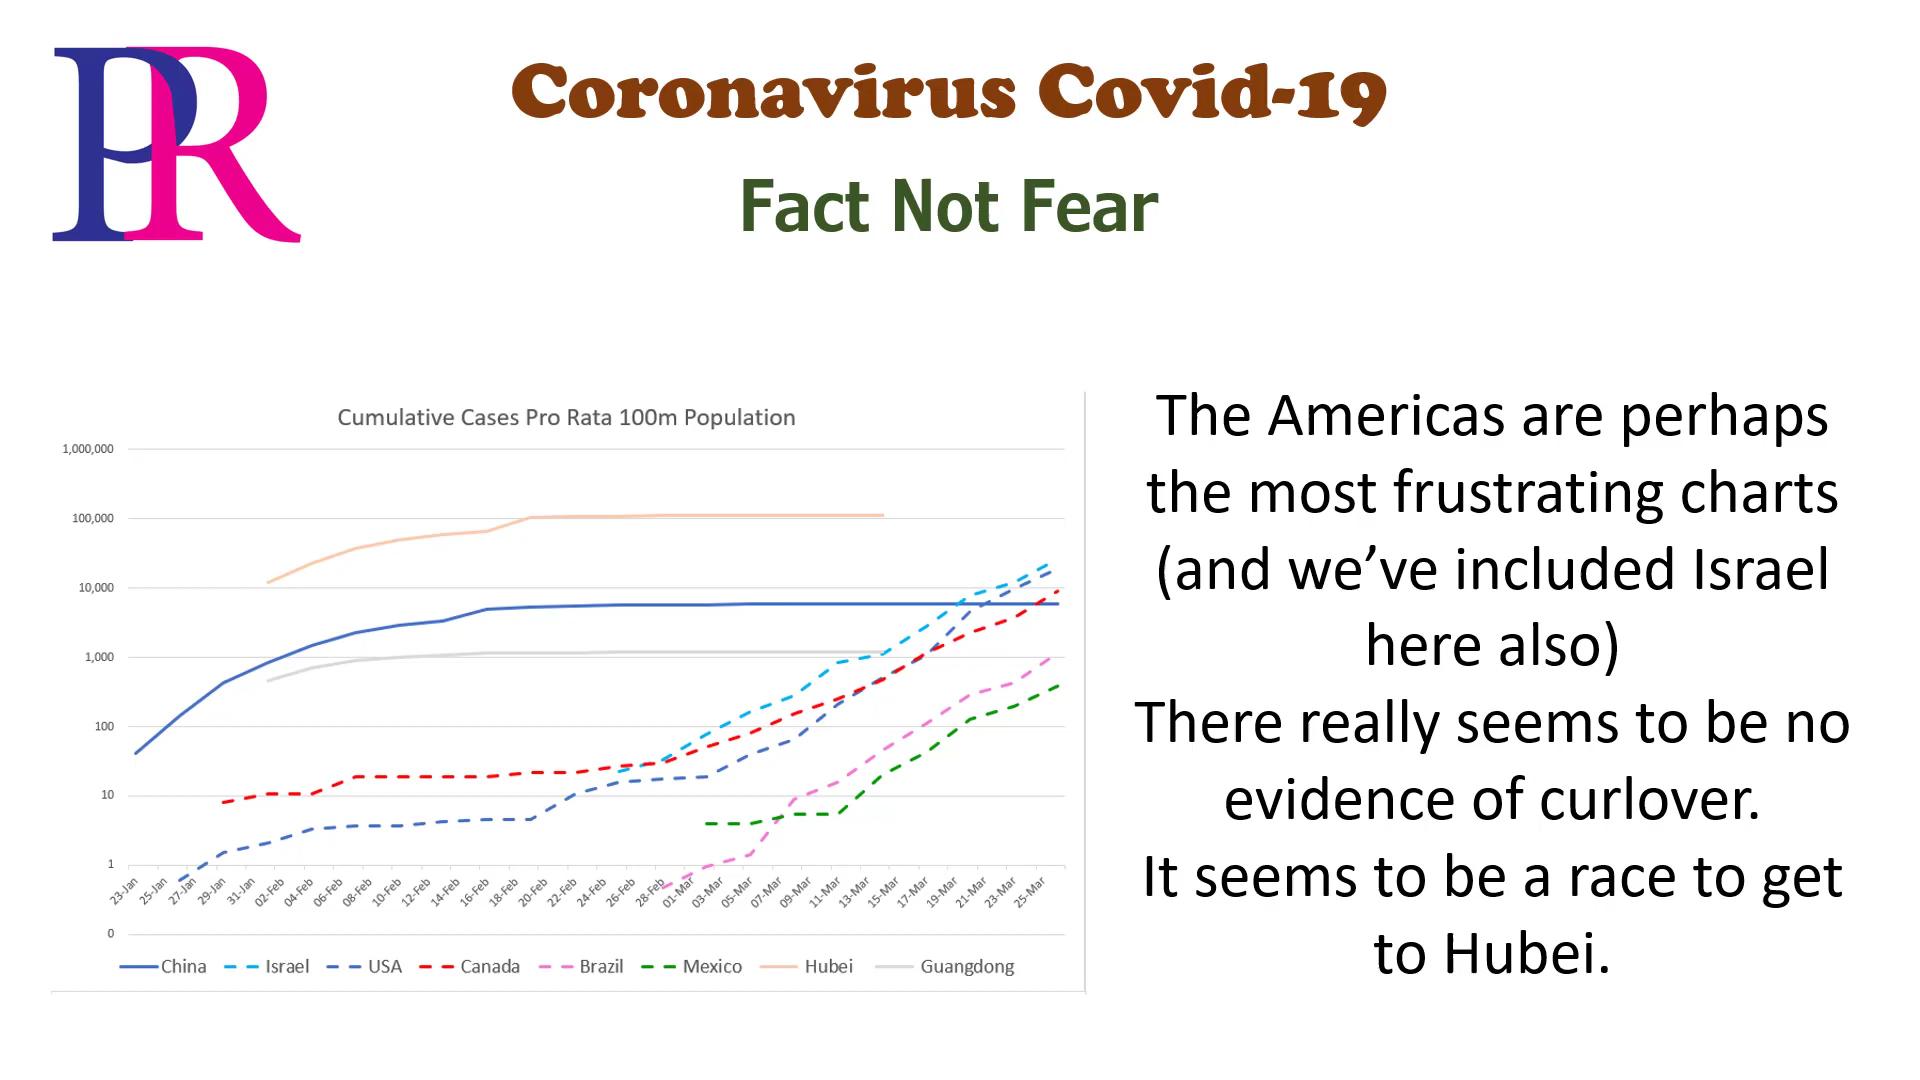 PR
Coronavirus Covid-19
Fact Not Fear
Cumulative Cases Pro Rata 100m Population
1,000,000
100,000
10,000
1,000
100
10
1
0
23-Jan 25-Jan 27-Jan 29-Jan 31-Jan 02-Feb 04-Feb 06-Feb 08-Feb 10-Feb 12-Feb 14-Feb 16-Feb 18-Feb 20-Feb 22-Feb 24-Feb 26-Feb 28-Feb 01-Mar 03-Mar 05-Mar 07-Mar 09-Mar 11-Mar 13-Mar 15-Mar 17-Mar 19-Mar 21-Mar 23-Mar 25-Mar
China Israel USA Canada Brazil Mexico Hubei Guangdong
The Americas are perhaps
the most frustrating charts
(and we’ve included Israel
here also)
There really seems to be no
evidence of curlover.
It seems to be a race to get
to Hubei.